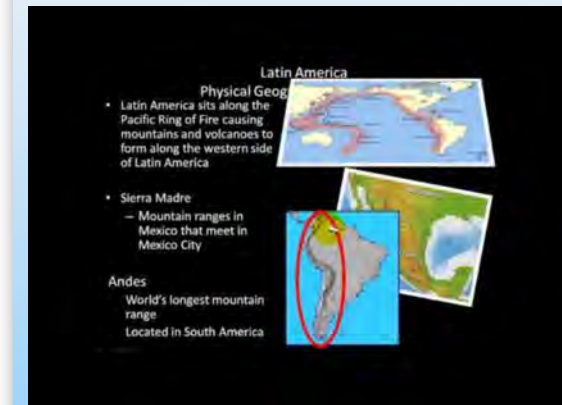 Latin America
Physical Geog
• Latin America sits along the
Pacific Ring of Fire causing
mountains and volcanoes to
form along the western side
of Latin America
• Sierra Madre
– Mountain ranges in
Mexico that meet in
Mexico City
Andes
World's longest mountain
range
Located in South America